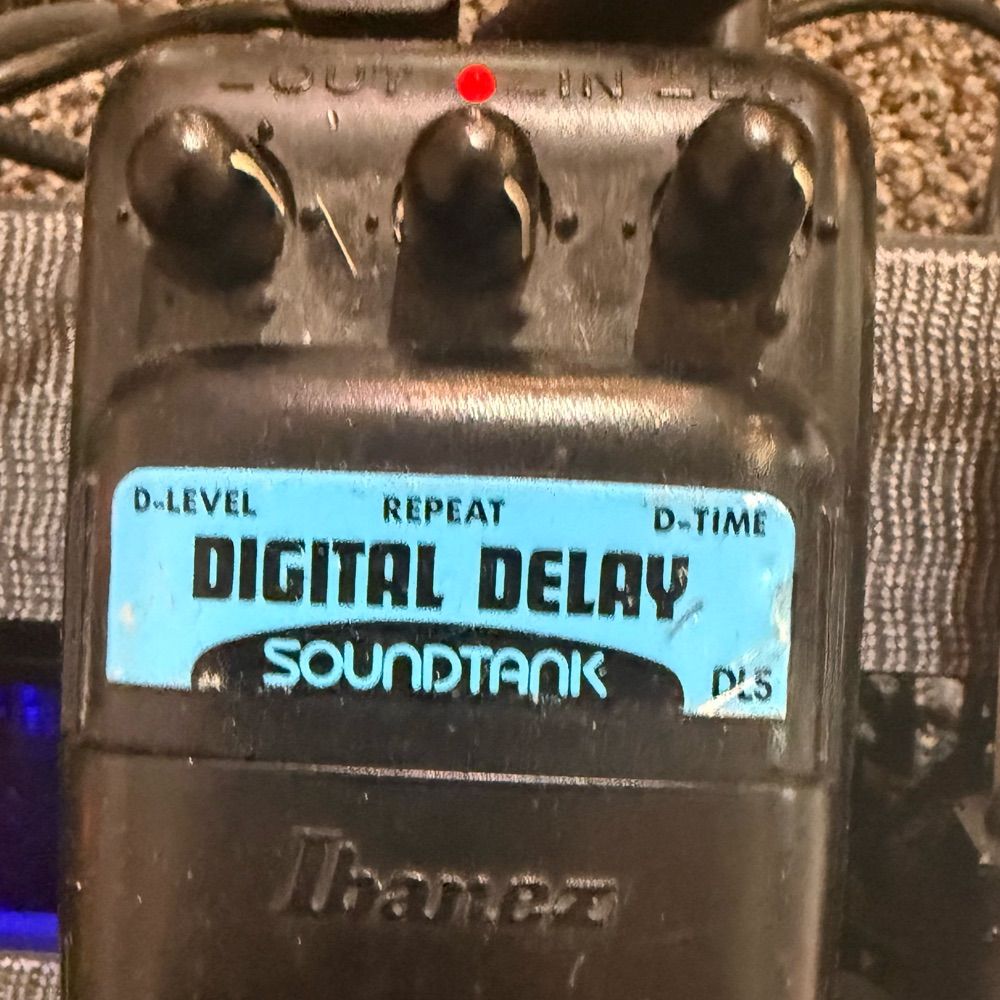 OUT IN
D-LEVEL REPEAT D-TIME
DIGITAL DELAY
SOUNDTANK
DL5
Ibanez